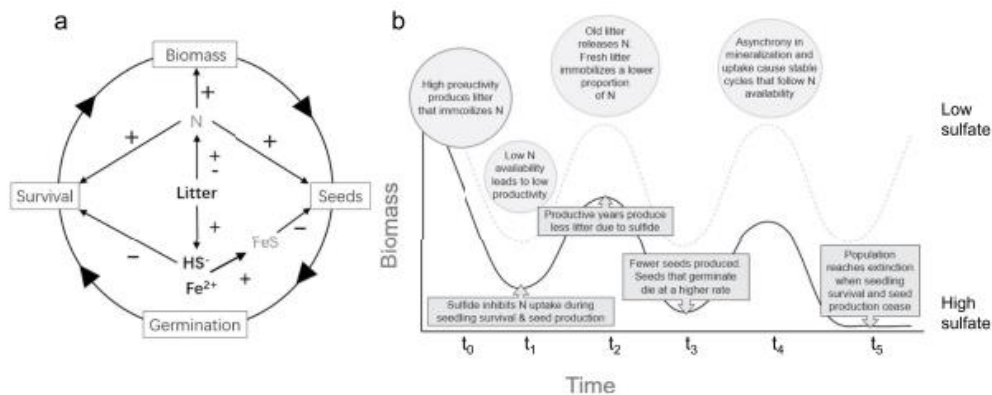 a
Biomass
+
N
+
+
+
-
Survival
Litter
Seeds
+
FeS
-
-
HS-
Fe2+
+
Germination
b
High proictivity
produces litter
that immoilizes N
Old litter
releases N.
Fresh litter
immobilizes a lower
proportion
of N
Asynchrony in
mineralization and
uptake cause stable
cycles that follow N
availability
Low
sulfate
Low N
availability
leads to low
productivity.
Biomass
Productive years produce
less litter due to sulfide
Fewer seeds produced.
Seeds that germinate
die at a higher rate
Population
reaches extinction
when seedling
survival and seed
production cease
Sulfide inhibits N uptake during
seedling survival & seed production
High
sulfate
t0
t1
t2
t3
t4
t5
Time